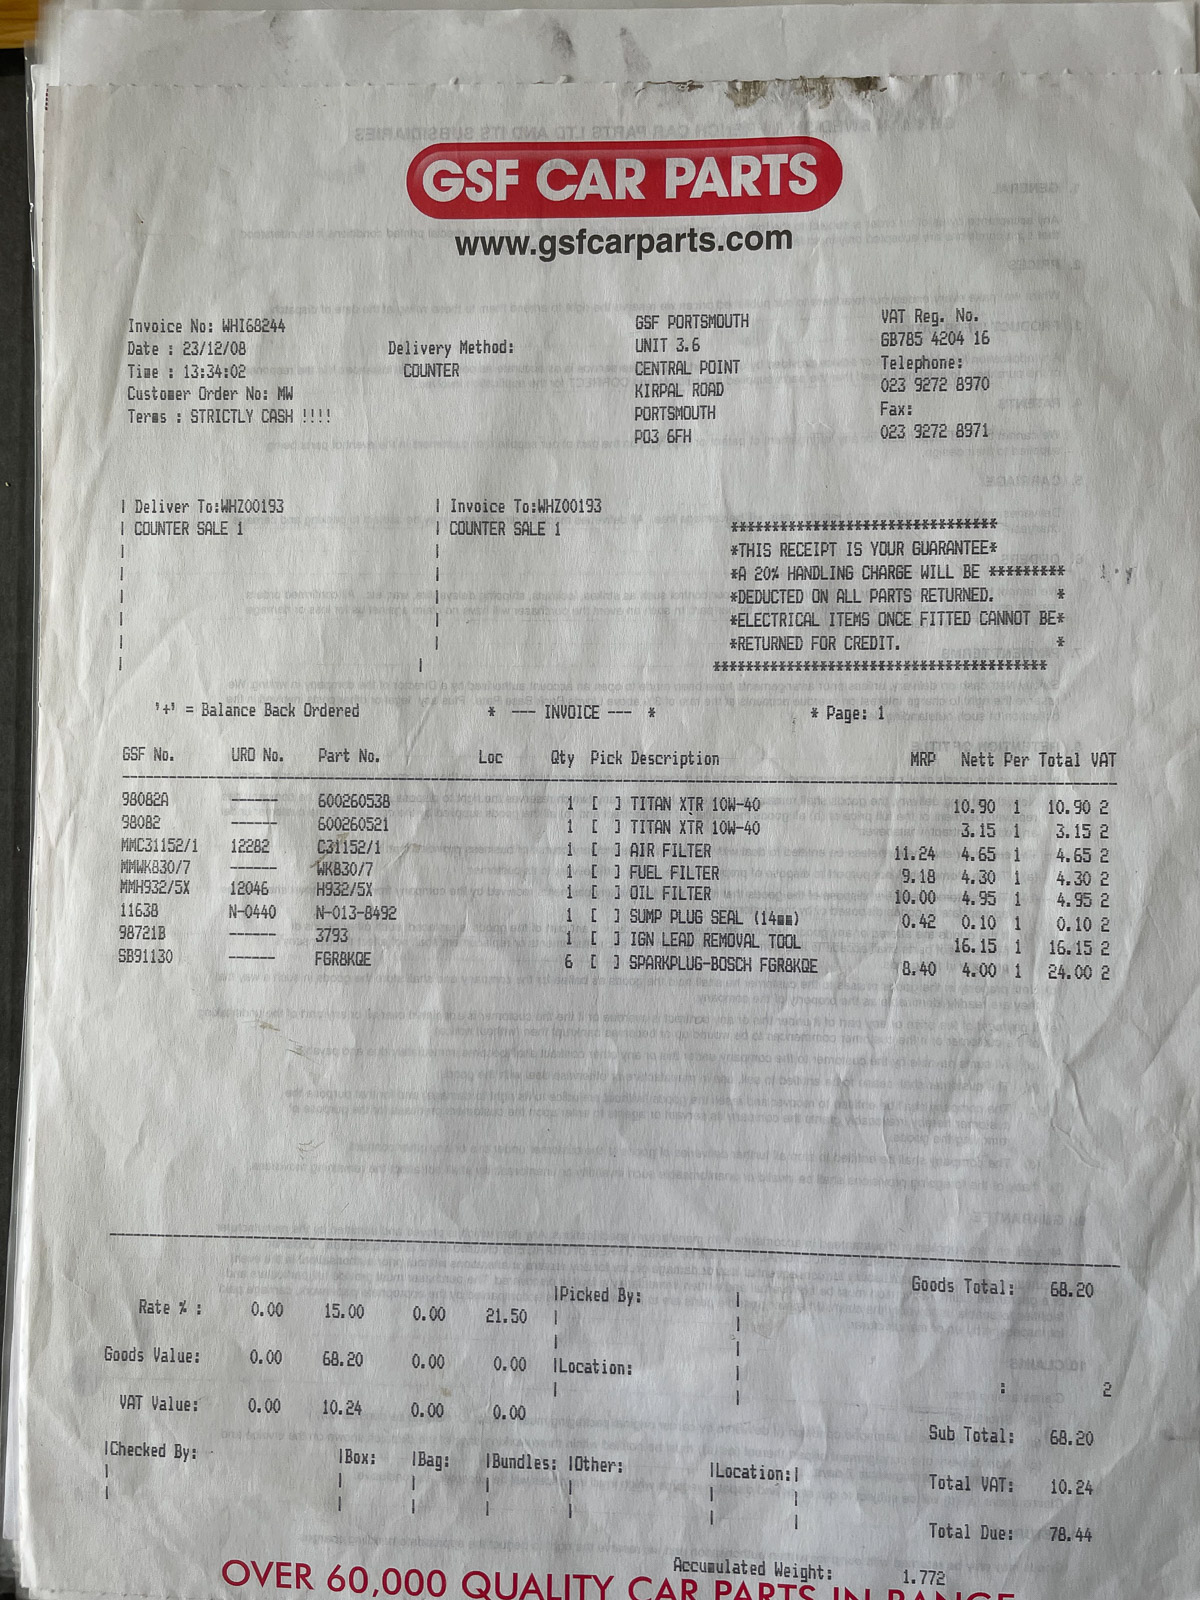 GSF CAR PARTS
www.gsfcarparts.com
Invoice No: WHI68244
Date : 23/12/08
Time : 13:34:02
Customer Order No: MW
Terms : STRICTLY CASH !!!!
Delivery Method:
COUNTER
GSF PORTSMOUTH
UNIT 3.6
CENTRAL POINT
KIRPAL ROAD
PORTSMOUTH
PO3 6FH
VAT Reg. No.
GB785 4204 16
Telephone:
023 9272 8970
Fax:
023 9272 8971
| Deliver To:WHZ00193
| COUNTER SALE 1
| Invoice To:WHZ00193
| COUNTER SALE 1
*******************************
*THIS RECEIPT IS YOUR GUARANTEE*
*A 20% HANDLING CHARGE WILL BE *********
*DEDUCTED ON ALL PARTS RETURNED. *
*ELECTRICAL ITEMS ONCE FITTED CANNOT BE*
*RETURNED FOR CREDIT. *
***************************************
'+' = Balance Back Ordered * --- INVOICE --- * * Page: 1
GSF No. URO No. Part No. Loc Qty Pick Description MRP Nett Per Total VAT
98082A ------ 600260538 1 [ ] TITAN XTR 10W-40 10.90 1 10.90 2
98082 ------ 600260521 1 [ ] TITAN XTR 10W-40 3.15 1 3.15 2
MMC31152/1 12282 C31152/1 1 [ ] AIR FILTER 11.24 4.65 1 4.65 2
MMWK830/7 ------ WK830/7 1 [ ] FUEL FILTER 9.18 4.30 1 4.30 2
MMH932/5X 12046 H932/5X 1 [ ] OIL FILTER 10.00 4.95 1 4.95 2
11638 N-0440 N-013-8492 1 [ ] SUMP PLUG SEAL (14mm) 0.42 0.10 1 0.10 2
98721B ------ 3793 1 [ ] IGN LEAD REMOVAL TOOL 16.15 1 16.15 2
SB91130 ------ FGR8KQE 6 [ ] SPARKPLUG-BOSCH FGR8KQE 8.40 4.00 1 24.00 2
Rate % : 0.00 15.00 0.00 21.50
Goods Value: 0.00 68.20 0.00 0.00
VAT Value: 0.00 10.24 0.00 0.00
|Picked By:
|Location:
Goods Total: 68.20
: 2
Sub Total: 68.20
Total VAT: 10.24
Total Due: 78.44
|Checked By: |Box: |Bag: |Bundles: |Other: |Location:|
Accumulated Weight: 1.772
OVER 60,000 QUALITY CAR PARTS IN RANGE